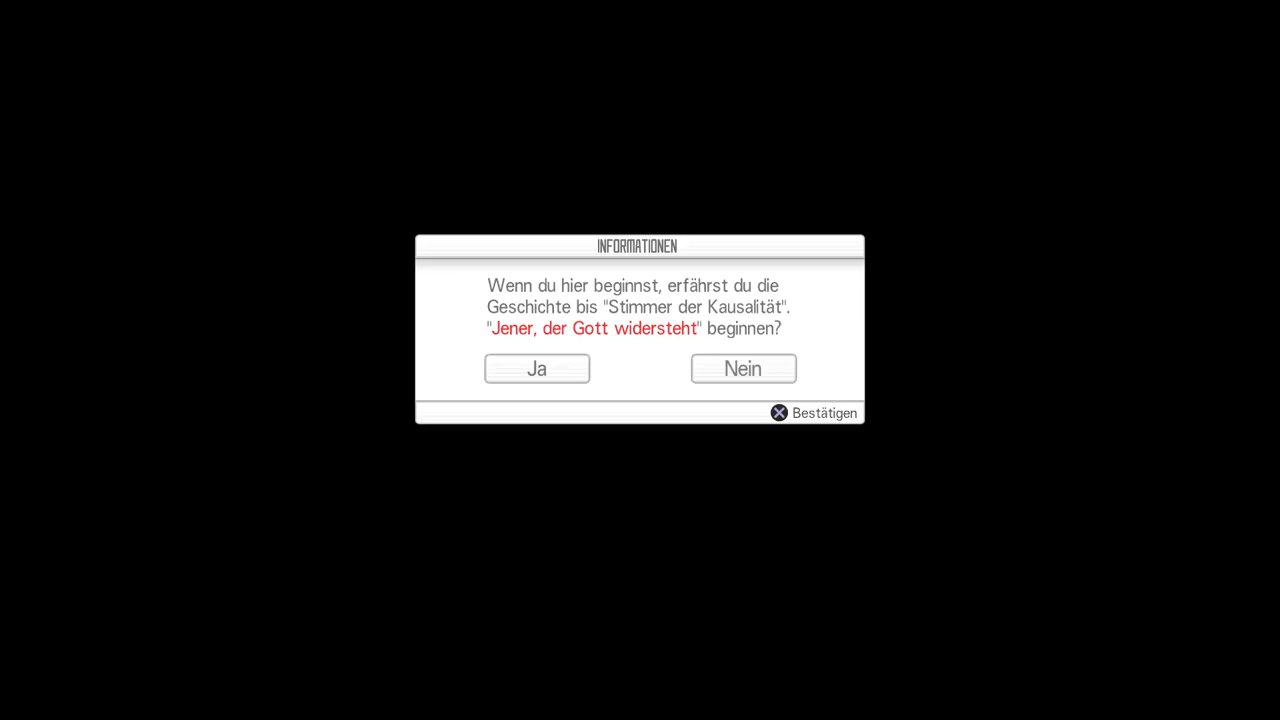 INFORMATIONEN
Wenn du hier beginnst, erfährst du die
Geschichte bis "Stimmer der Kausalität".
"Jener, der Gott widersteht" beginnen?
Ja
Nein
Bestätigen